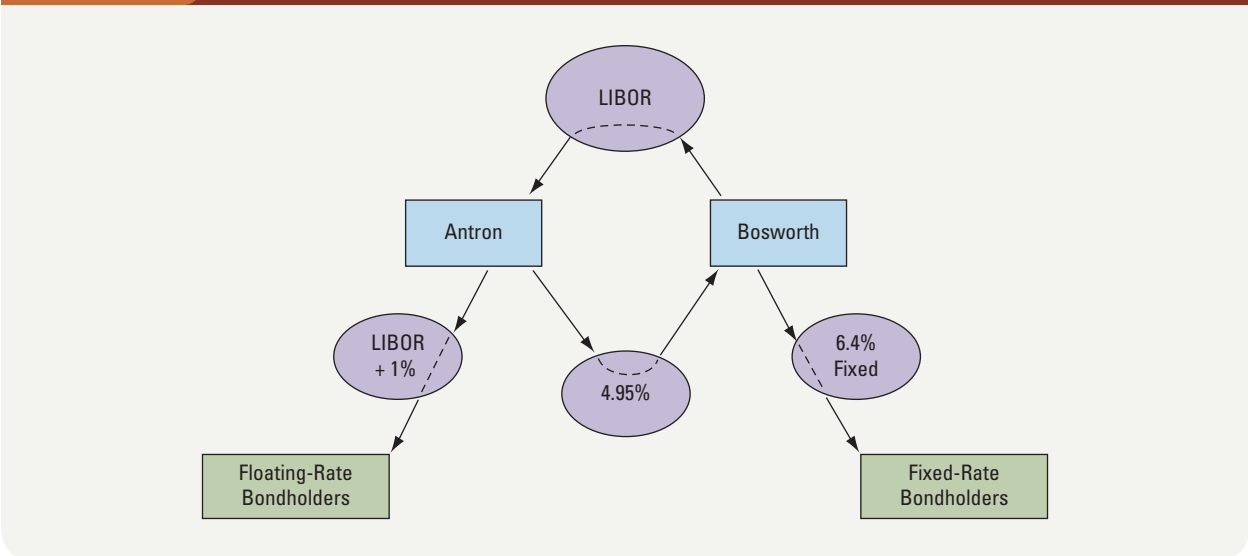 LIBOR
Antron
Bosworth
LIBOR
+ 1%
6.4%
Fixed
4.95%
Floating-Rate
Bondholders
Fixed-Rate
Bondholders